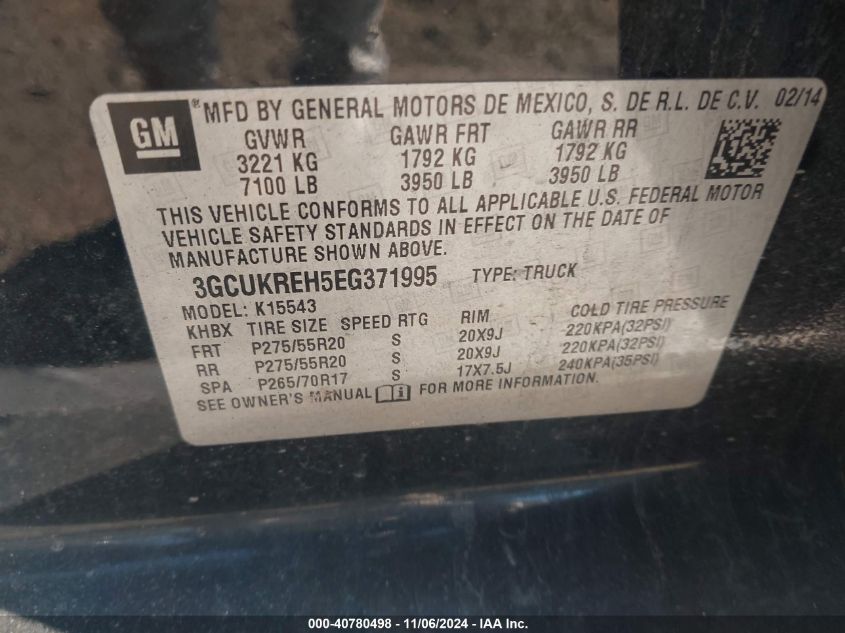 GM
® MFD BY GENERAL MOTORS DE MEXICO, S. DE R.L. DE C.V. 02/14
GVWR GAWR FRT GAWR RR
3221 KG 1792 KG 1792 KG
7100 LB 3950 LB 3950 LB
THIS VEHICLE CONFORMS TO ALL APPLICABLE U.S. FEDERAL MOTOR
VEHICLE SAFETY STANDARDS IN EFFECT ON THE DATE OF
MANUFACTURE SHOWN ABOVE.
3GCUKREH5EG371995 TYPE: TRUCK
MODEL: K15543
KHBX TIRE SIZE SPEED RTG RIM COLD TIRE PRESSURE
FRT P275/55R20 S 20X9J 220KPA(32PSI)
RR P275/55R20 S 20X9J 220KPA(32PSI)
SPA P265/70R17 S 17X7.5J 240KPA(35PSI)
SEE OWNER'S MANUAL FOR MORE INFORMATION.
000-40780498 - 11/06/2024 - IAA Inc.